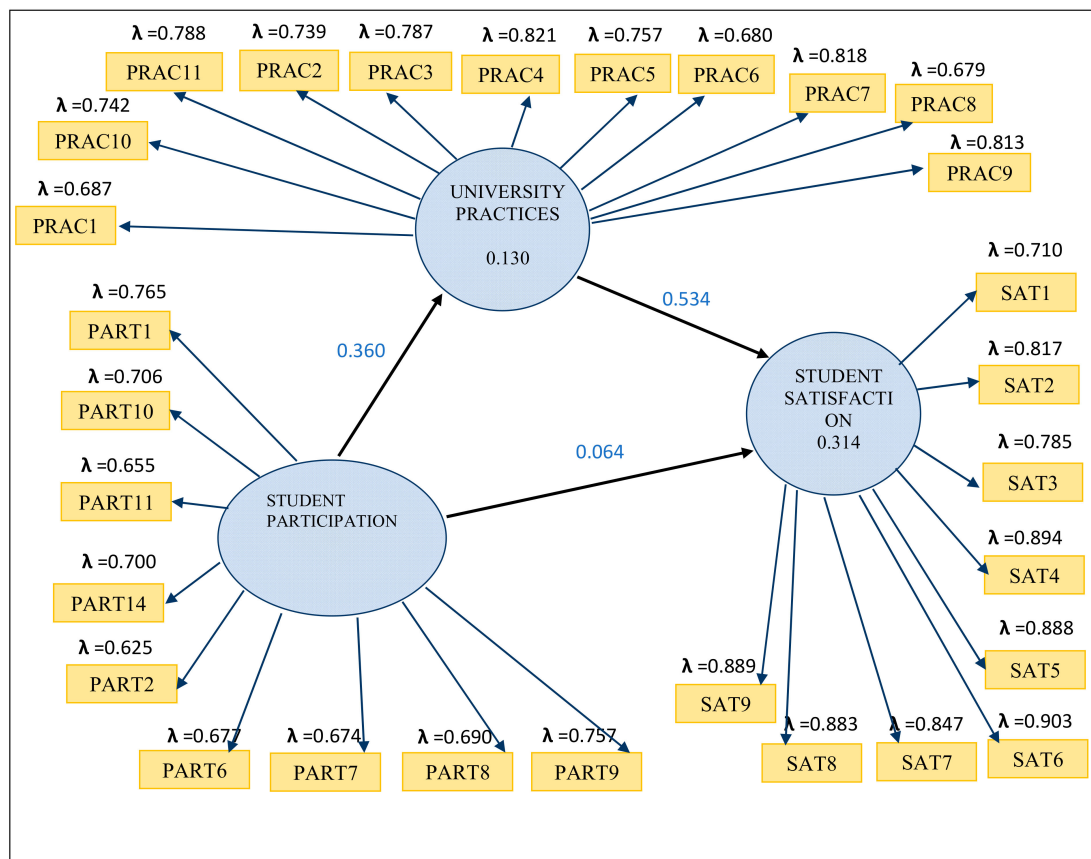 λ =0.788
PRAC11
λ =0.739
PRAC2
λ =0.787
PRAC3
λ =0.821
PRAC4
λ =0.757
PRAC5
λ =0.680
PRAC6
λ =0.818
PRAC7
λ =0.679
PRAC8
λ =0.742
PRAC10
λ =0.813
PRAC9
λ =0.687
PRAC1
UNIVERSITY
PRACTICES
0.130
λ =0.765
PART1
0.360
0.534
λ =0.710
SAT1
λ =0.706
PART10
λ =0.817
SAT2
STUDENT
SATISFACTI
ON
0.314
λ =0.655
PART11
0.064
λ =0.785
SAT3
STUDENT
PARTICIPATION
λ =0.700
PART14
λ =0.894
SAT4
λ =0.625
PART2
λ =0.888
SAT5
λ =0.889
SAT9
λ =0.677
PART6
λ =0.674
PART7
λ =0.690
PART8
λ =0.757
PART9
λ =0.883
SAT8
λ =0.847
SAT7
λ =0.903
SAT6